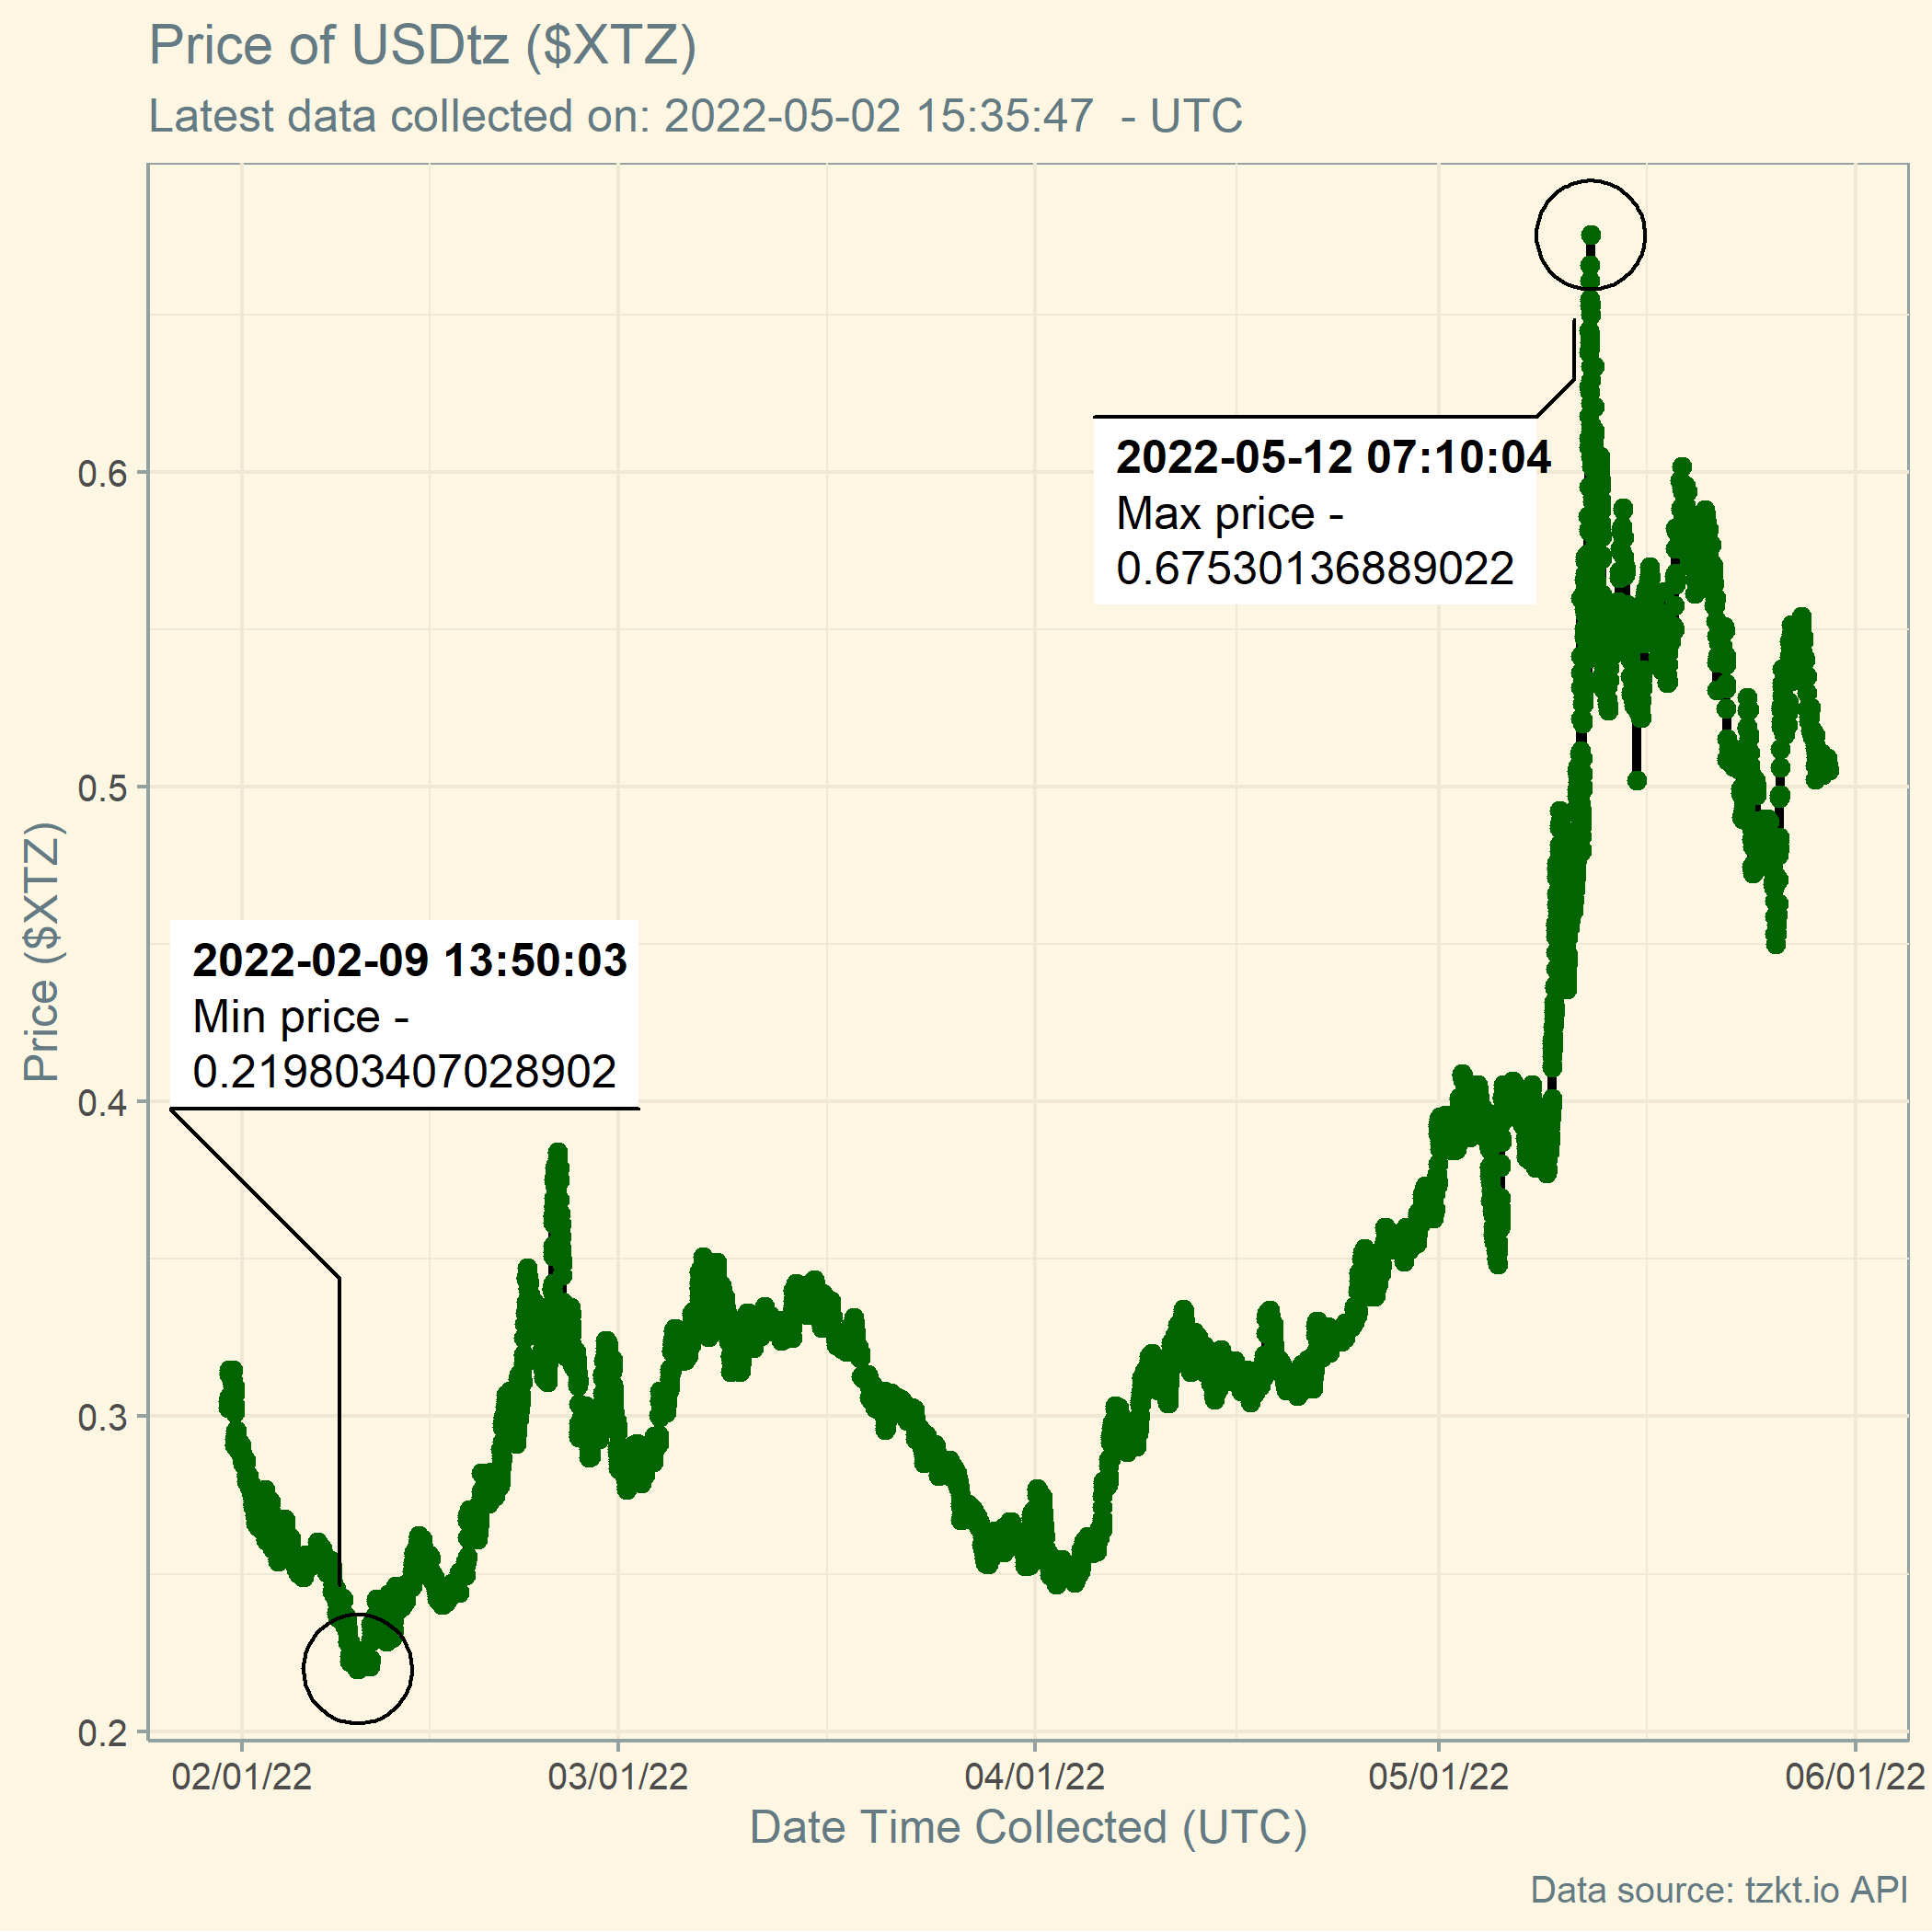 Price of USDtz ($XTZ)
Latest data collected on: 2022-05-02 15:35:47  - UTC
2022-05-12 07:10:04
Max price -
0.67530136889022
2022-02-09 13:50:03
Min price -
0.219803407028902
Price ($XTZ)
0.6
0.5
0.4
0.3
0.2
02/01/22 03/01/22 04/01/22 05/01/22 06/01/22
Date Time Collected (UTC)
Data source: tzkt.io API